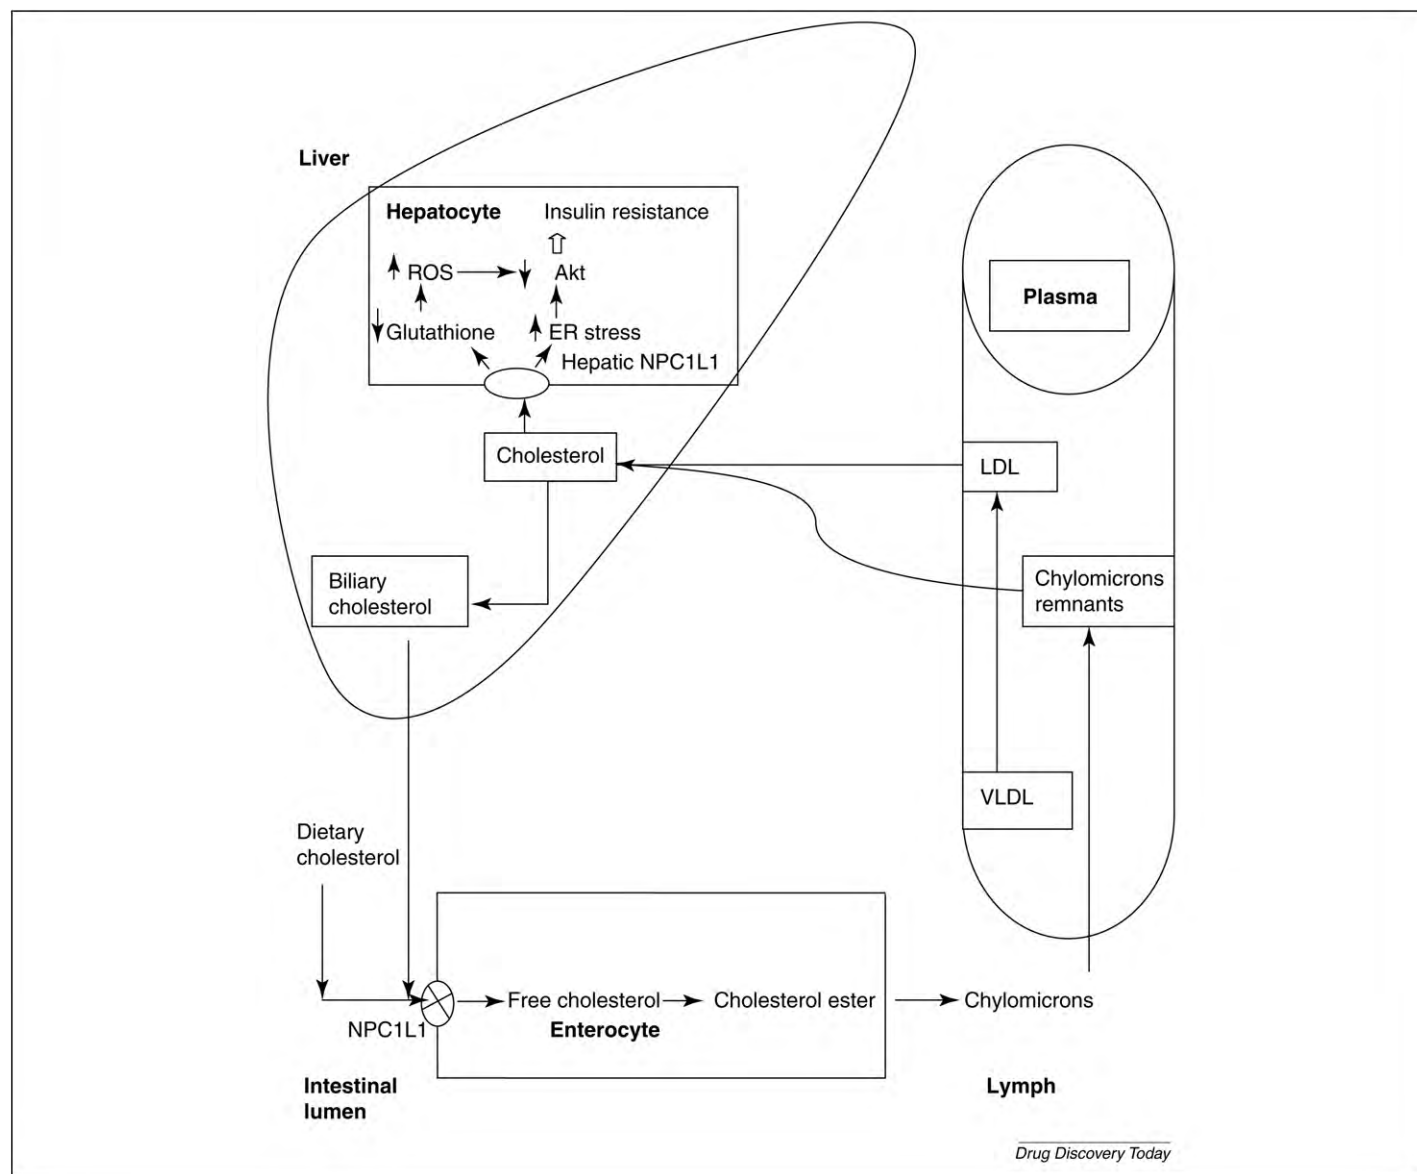 Liver
Hepatocyte Insulin resistance
ROS Akt
Glutathione ER stress
Hepatic NPC1L1
Cholesterol
Biliary
cholesterol
Plasma
LDL
Chylomicrons
remnants
VLDL
Dietary
cholesterol
NPC1L1
Free cholesterol Cholesterol ester Chylomicrons
Enterocyte
Intestinal
lumen
Lymph
Drug Discovery Today